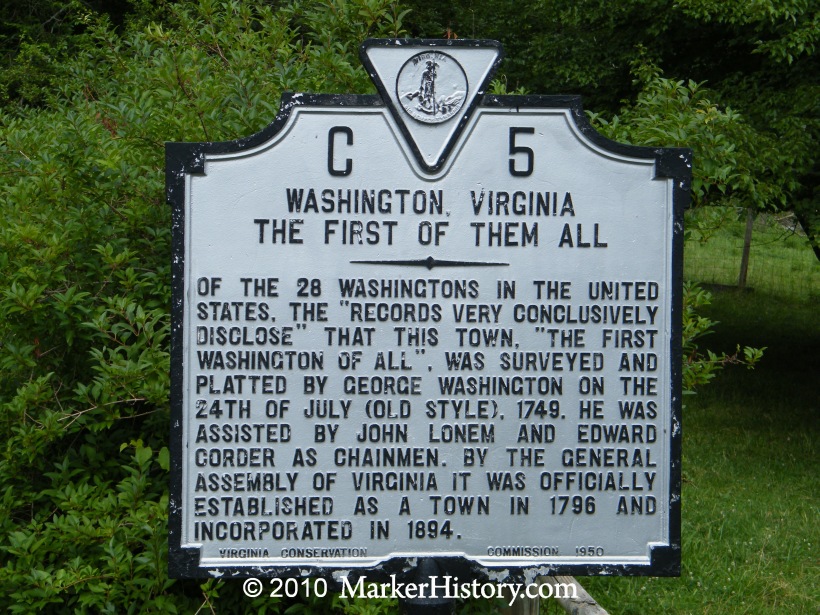 VIRGINIA
C 5
WASHINGTON, VIRGINIA
THE FIRST OF THEM ALL
OF THE 28 WASHINGTONS IN THE UNITED
STATES, THE "RECORDS VERY CONCLUSIVELY
DISCLOSE" THAT THIS TOWN, "THE FIRST
WASHINGTON OF ALL", WAS SURVEYED AND
PLATTED BY GEORGE WASHINGTON ON THE
24TH OF JULY (OLD STYLE), 1749. HE WAS
ASSISTED BY JOHN LONEM AND EDWARD
CORDER AS CHAINMEN. BY THE GENERAL
ASSEMBLY OF VIRGINIA IT WAS OFFICIALLY
ESTABLISHED AS A TOWN IN 1796 AND
INCORPORATED IN 1894.
VIRGINIA CONSERVATION COMMISSION 1950
© 2010 MarkerHistory.com